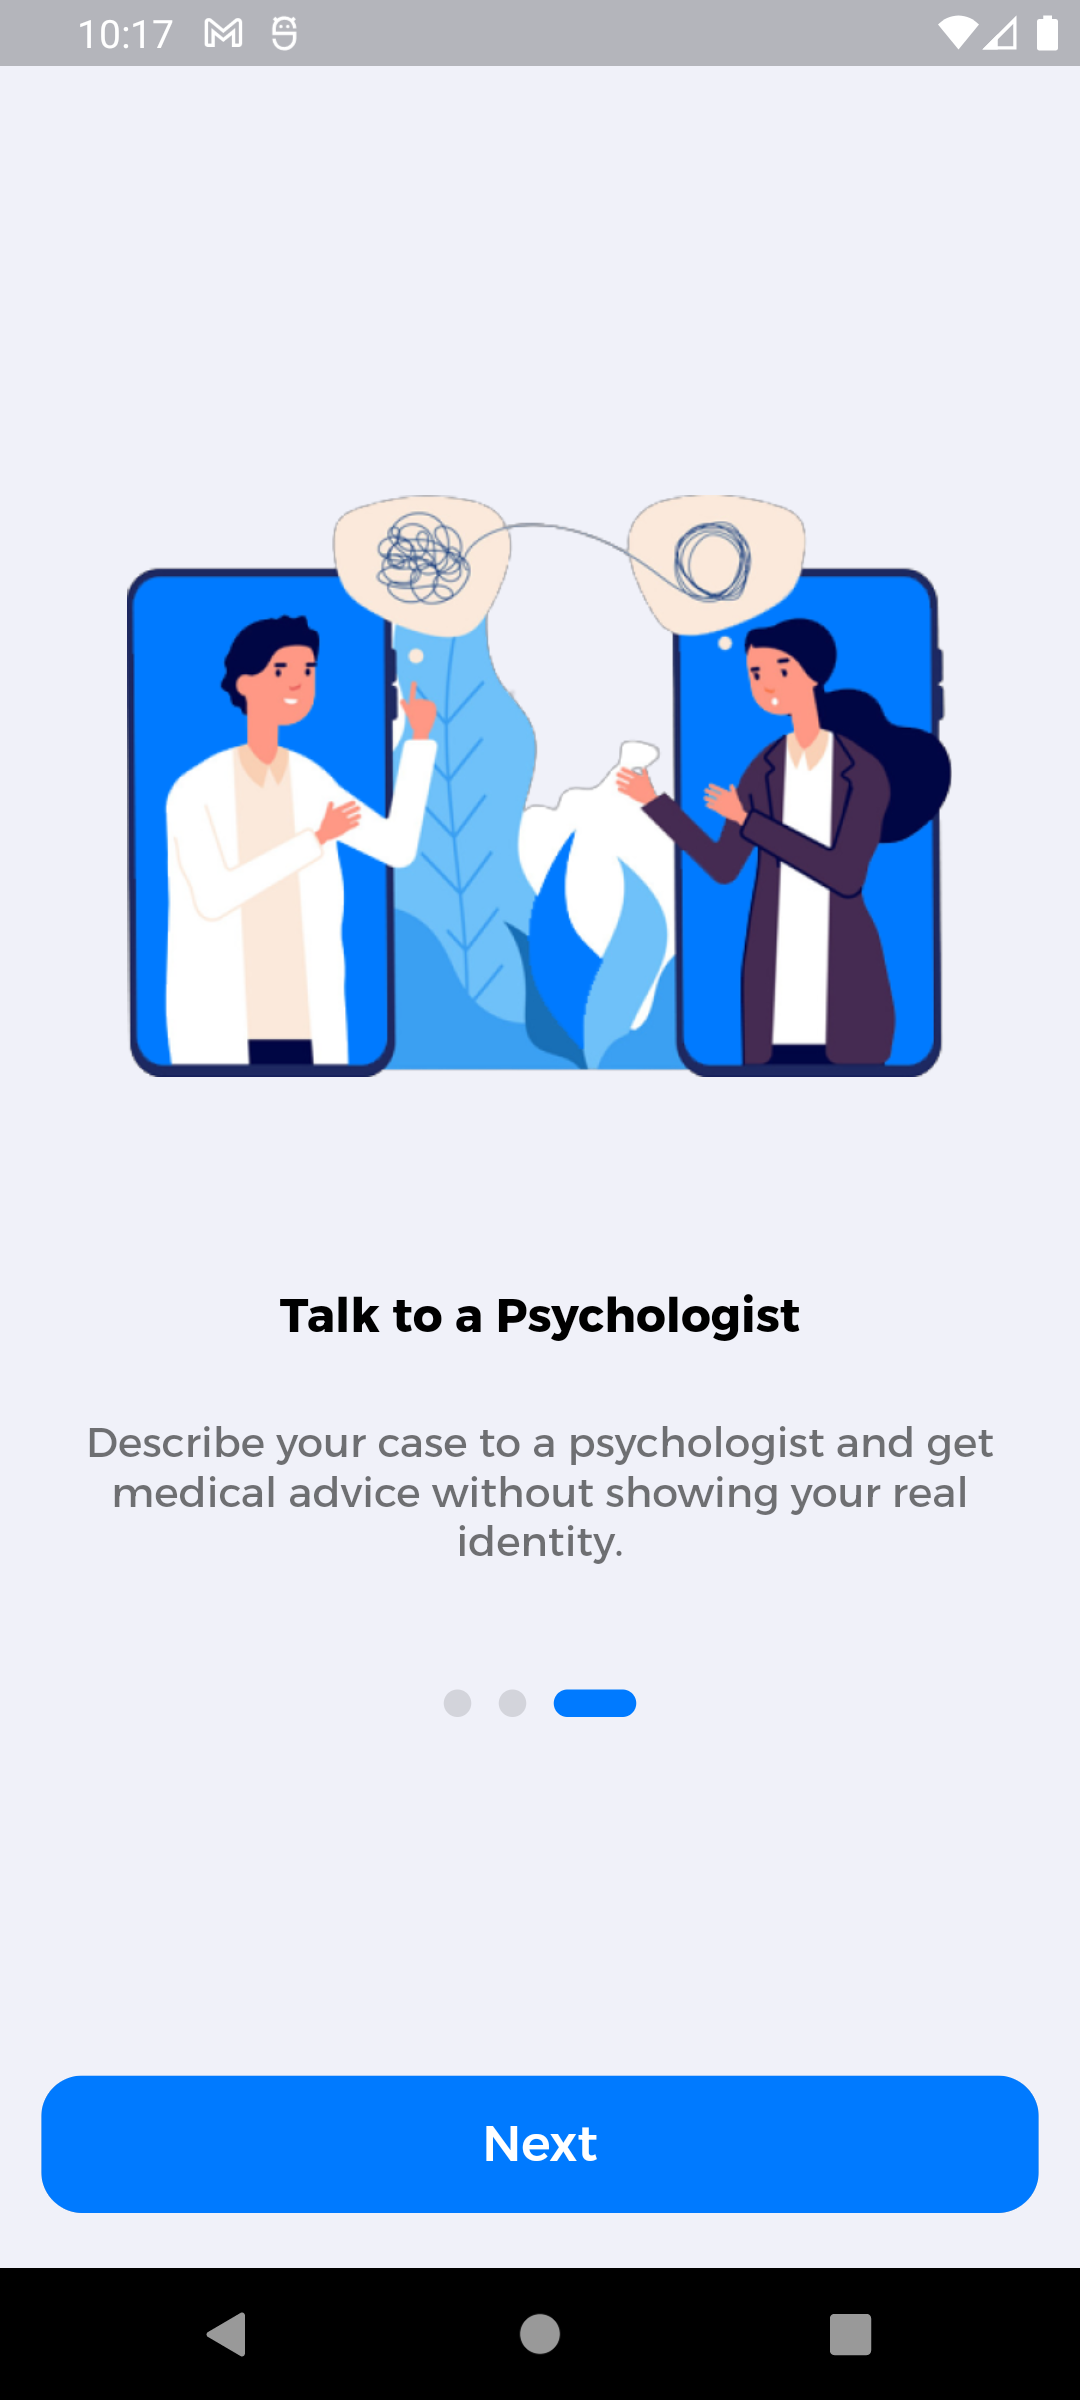 10:17
Talk to a Psychologist
Describe your case to a psychologist and get
medical advice without showing your real
identity.
Next